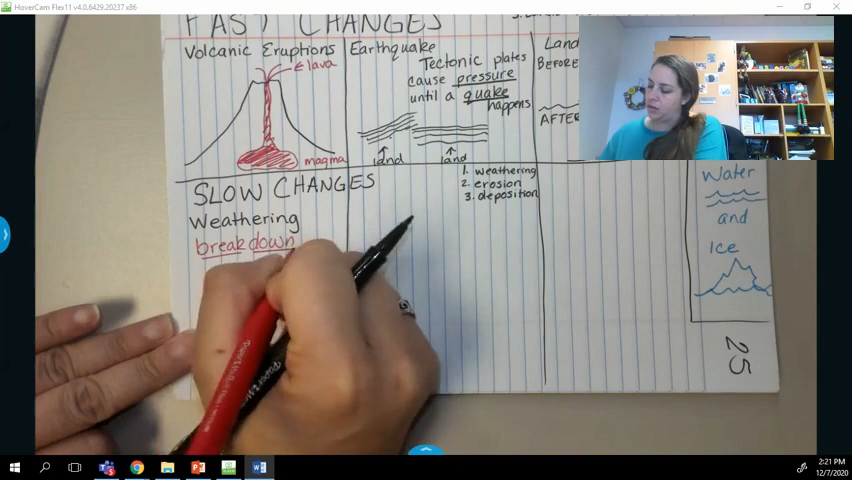 HoverCam Flex11 v4.0.6429.20237 x86
FAST CHANGES
Volcanic Eruptions
lava
magma
Earthquake
Tectonic plates
cause pressure
until a quake
happens
land
land
Land
BEFORE
AFTER
SLOW CHANGES
Weathering
breakdown
1. weathering
2. erosion
3. deposition
Water
and
Ice
25
2:21 PM
12/7/2020